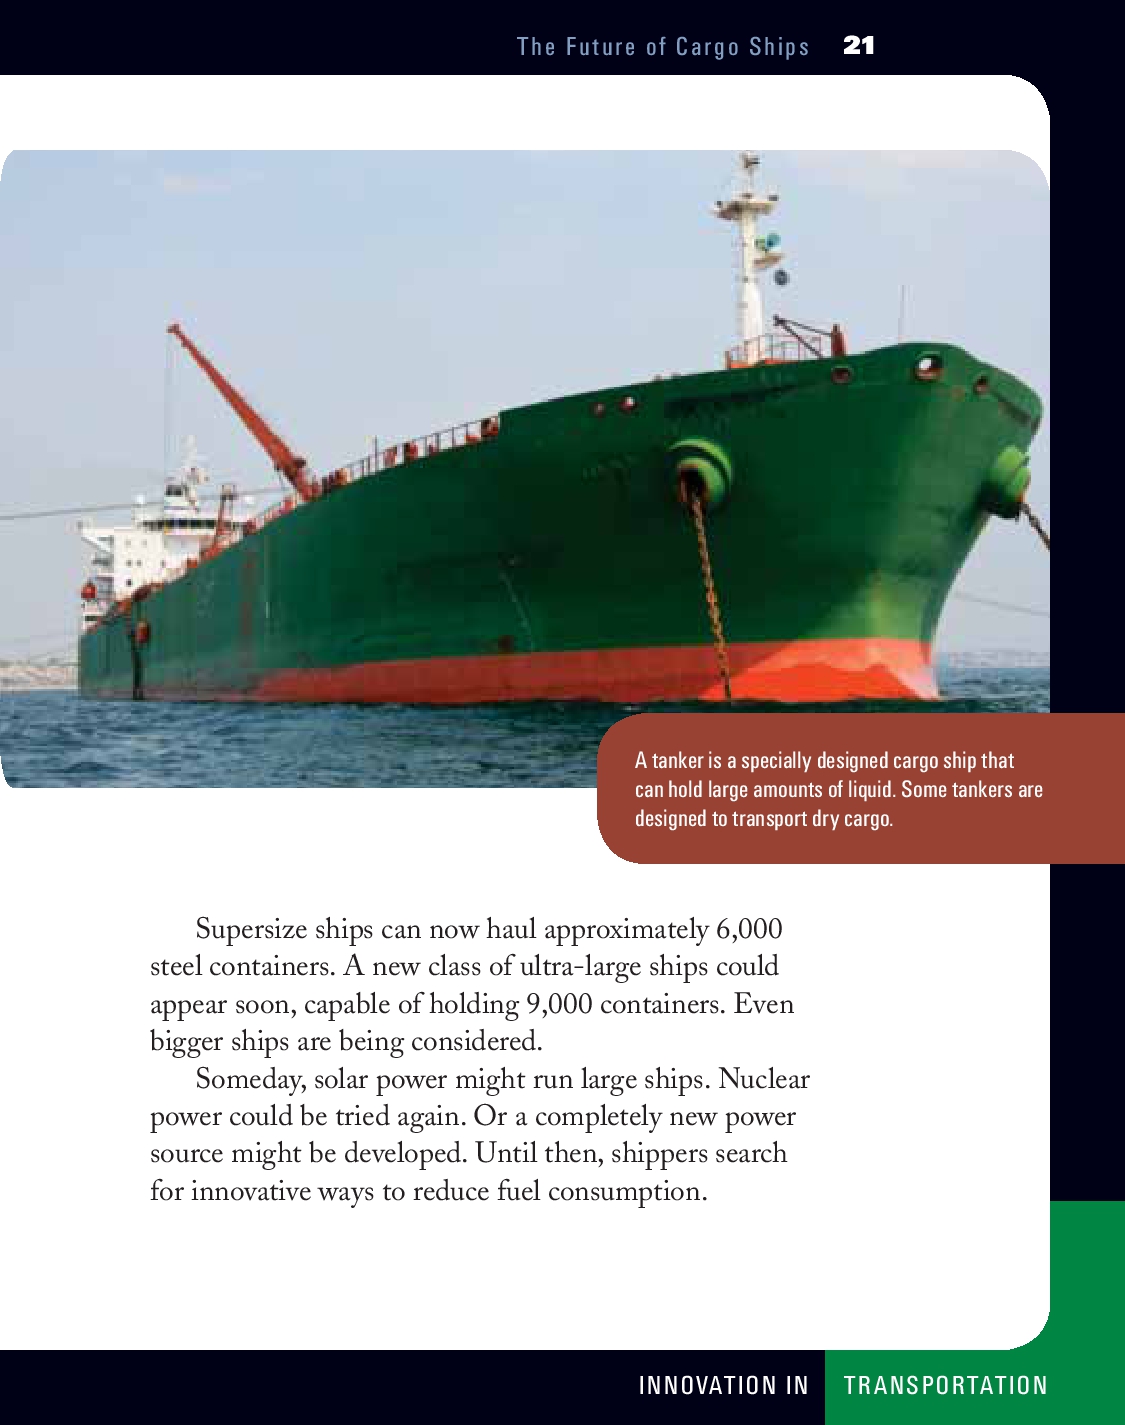 The Future of Cargo Ships 21
A tanker is a specially designed cargo ship that
can hold large amounts of liquid. Some tankers are
designed to transport dry cargo.
Supersize ships can now haul approximately 6,000
steel containers. A new class of ultra-large ships could
appear soon, capable of holding 9,000 containers. Even
bigger ships are being considered.
Someday, solar power might run large ships. Nuclear
power could be tried again. Or a completely new power
source might be developed. Until then, shippers search
for innovative ways to reduce fuel consumption.
INNOVATION IN TRANSPORTATION